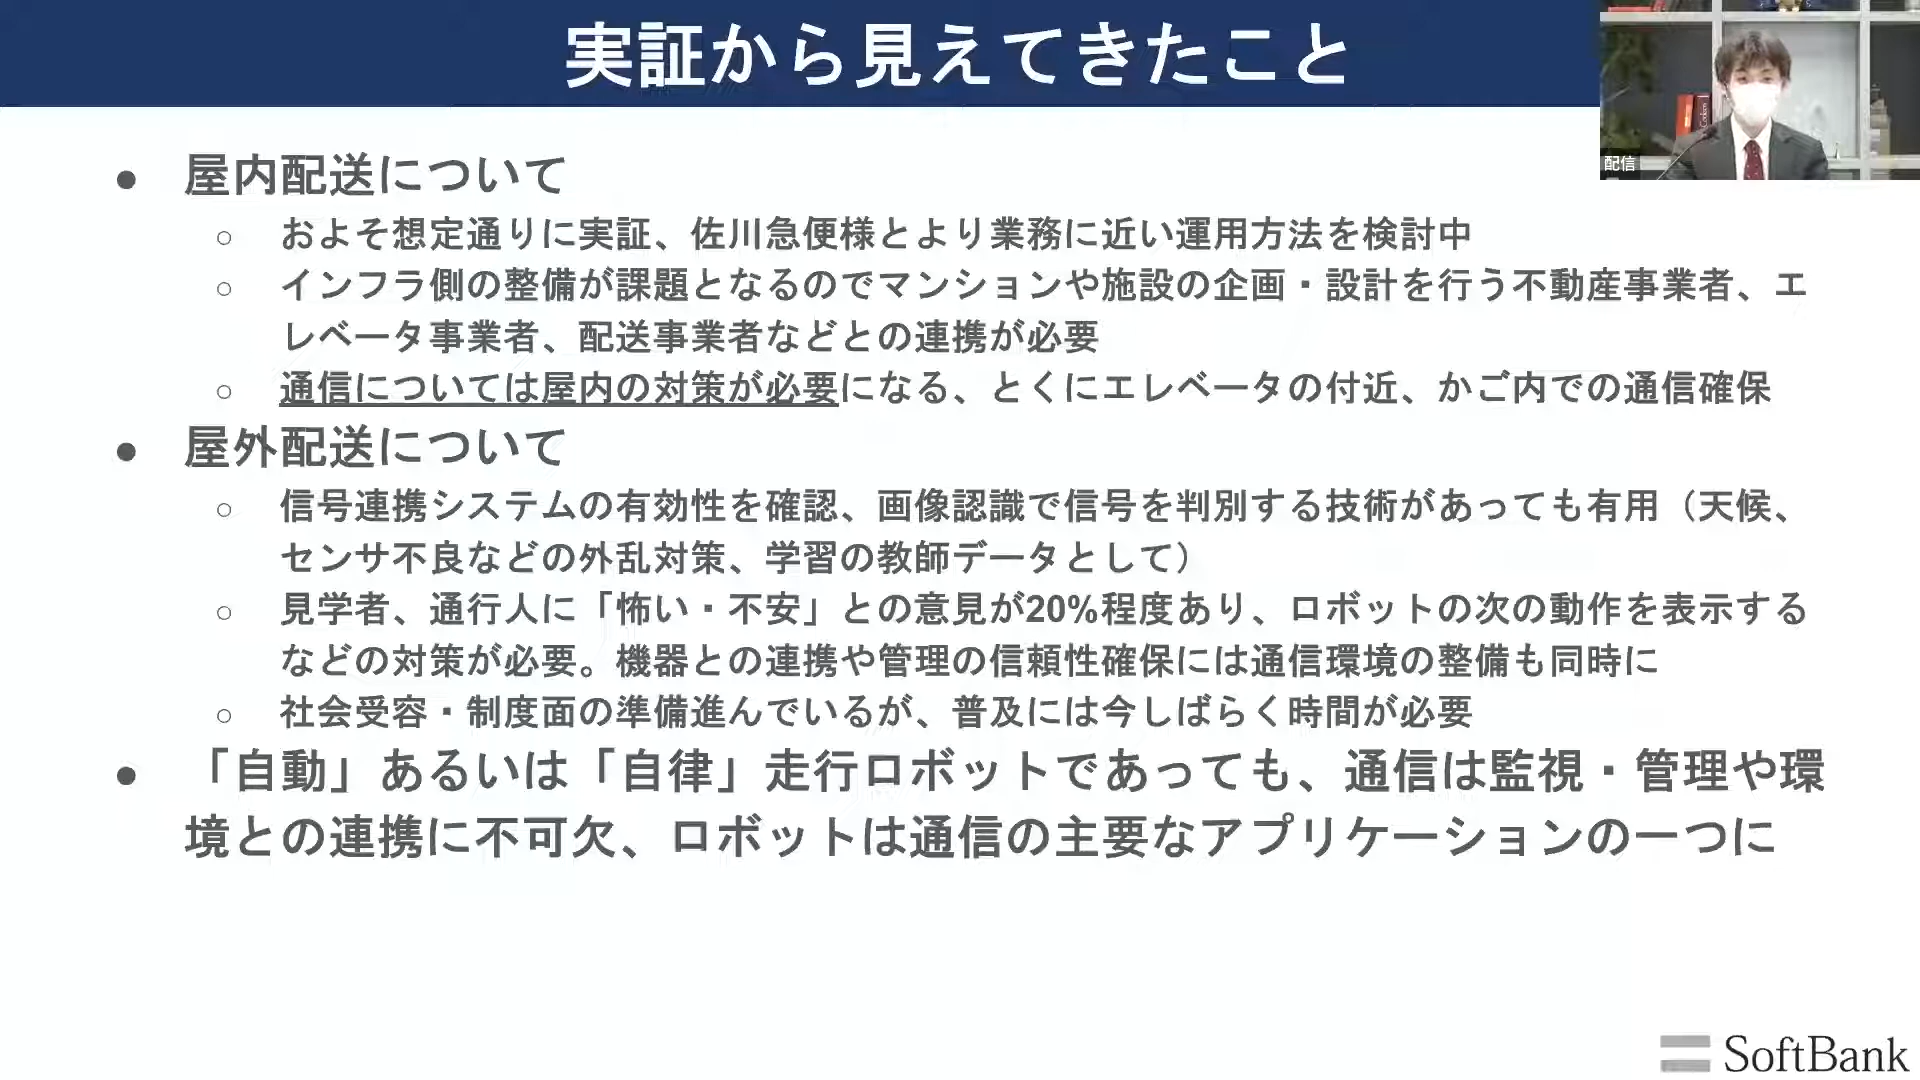 実証から見えてきたこと
配信
● 屋内配送について
○ およそ想定通りに実証、佐川急便様とより業務に近い運用方法を検討中
○ インフラ側の整備が課題となるのでマンションや施設の企画・設計を行う不動産事業者、エ
レベータ事業者、配送事業者などとの連携が必要
○ 通信については屋内の対策が必要になる、とくにエレベータの付近、かご内での通信確保
● 屋外配送について
○ 信号連携システムの有効性を確認、画像認識で信号を判別する技術があっても有用（天候、
センサ不良などの外乱対策、学習の教師データとして）
○ 見学者、通行人に「怖い・不安」との意見が20%程度あり、ロボットの次の動作を表示する
などの対策が必要。機器との連携や管理の信頼性確保には通信環境の整備も同時に
○ 社会受容・制度面の準備進んでいるが、普及には今しばらく時間が必要
● 「自動」あるいは「自律」走行ロボットであっても、通信は監視・管理や環
境との連携に不可欠、ロボットは通信の主要なアプリケーションの一つに
SoftBank